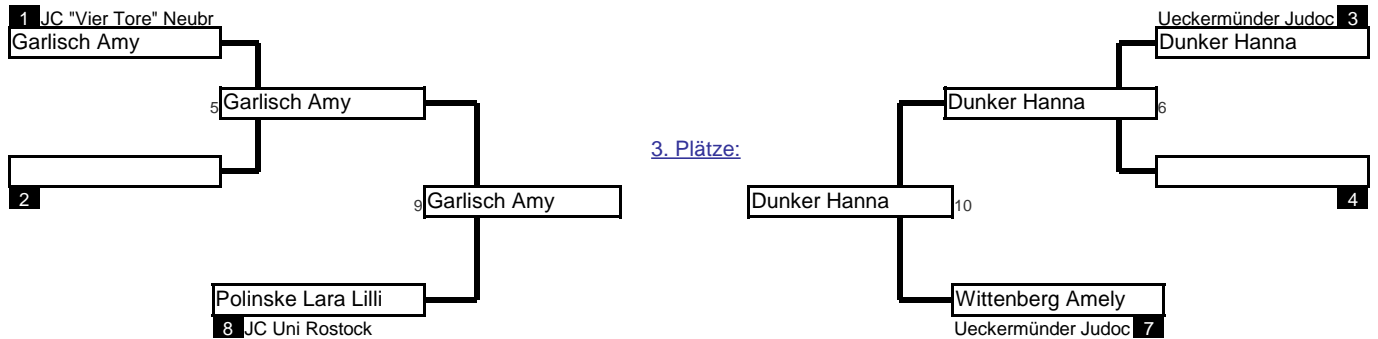 1 JC "Vier Tore" Neubr
Ueckermünder Judoc 3
Garlisch Amy
Dunker Hanna
5 Garlisch Amy
Dunker Hanna 6
3. Plätze:
2
4
9 Garlisch Amy
Dunker Hanna 10
Polinske Lara Lilli
Wittenberg Amely
8 JC Uni Rostock
Ueckermünder Judoc 7